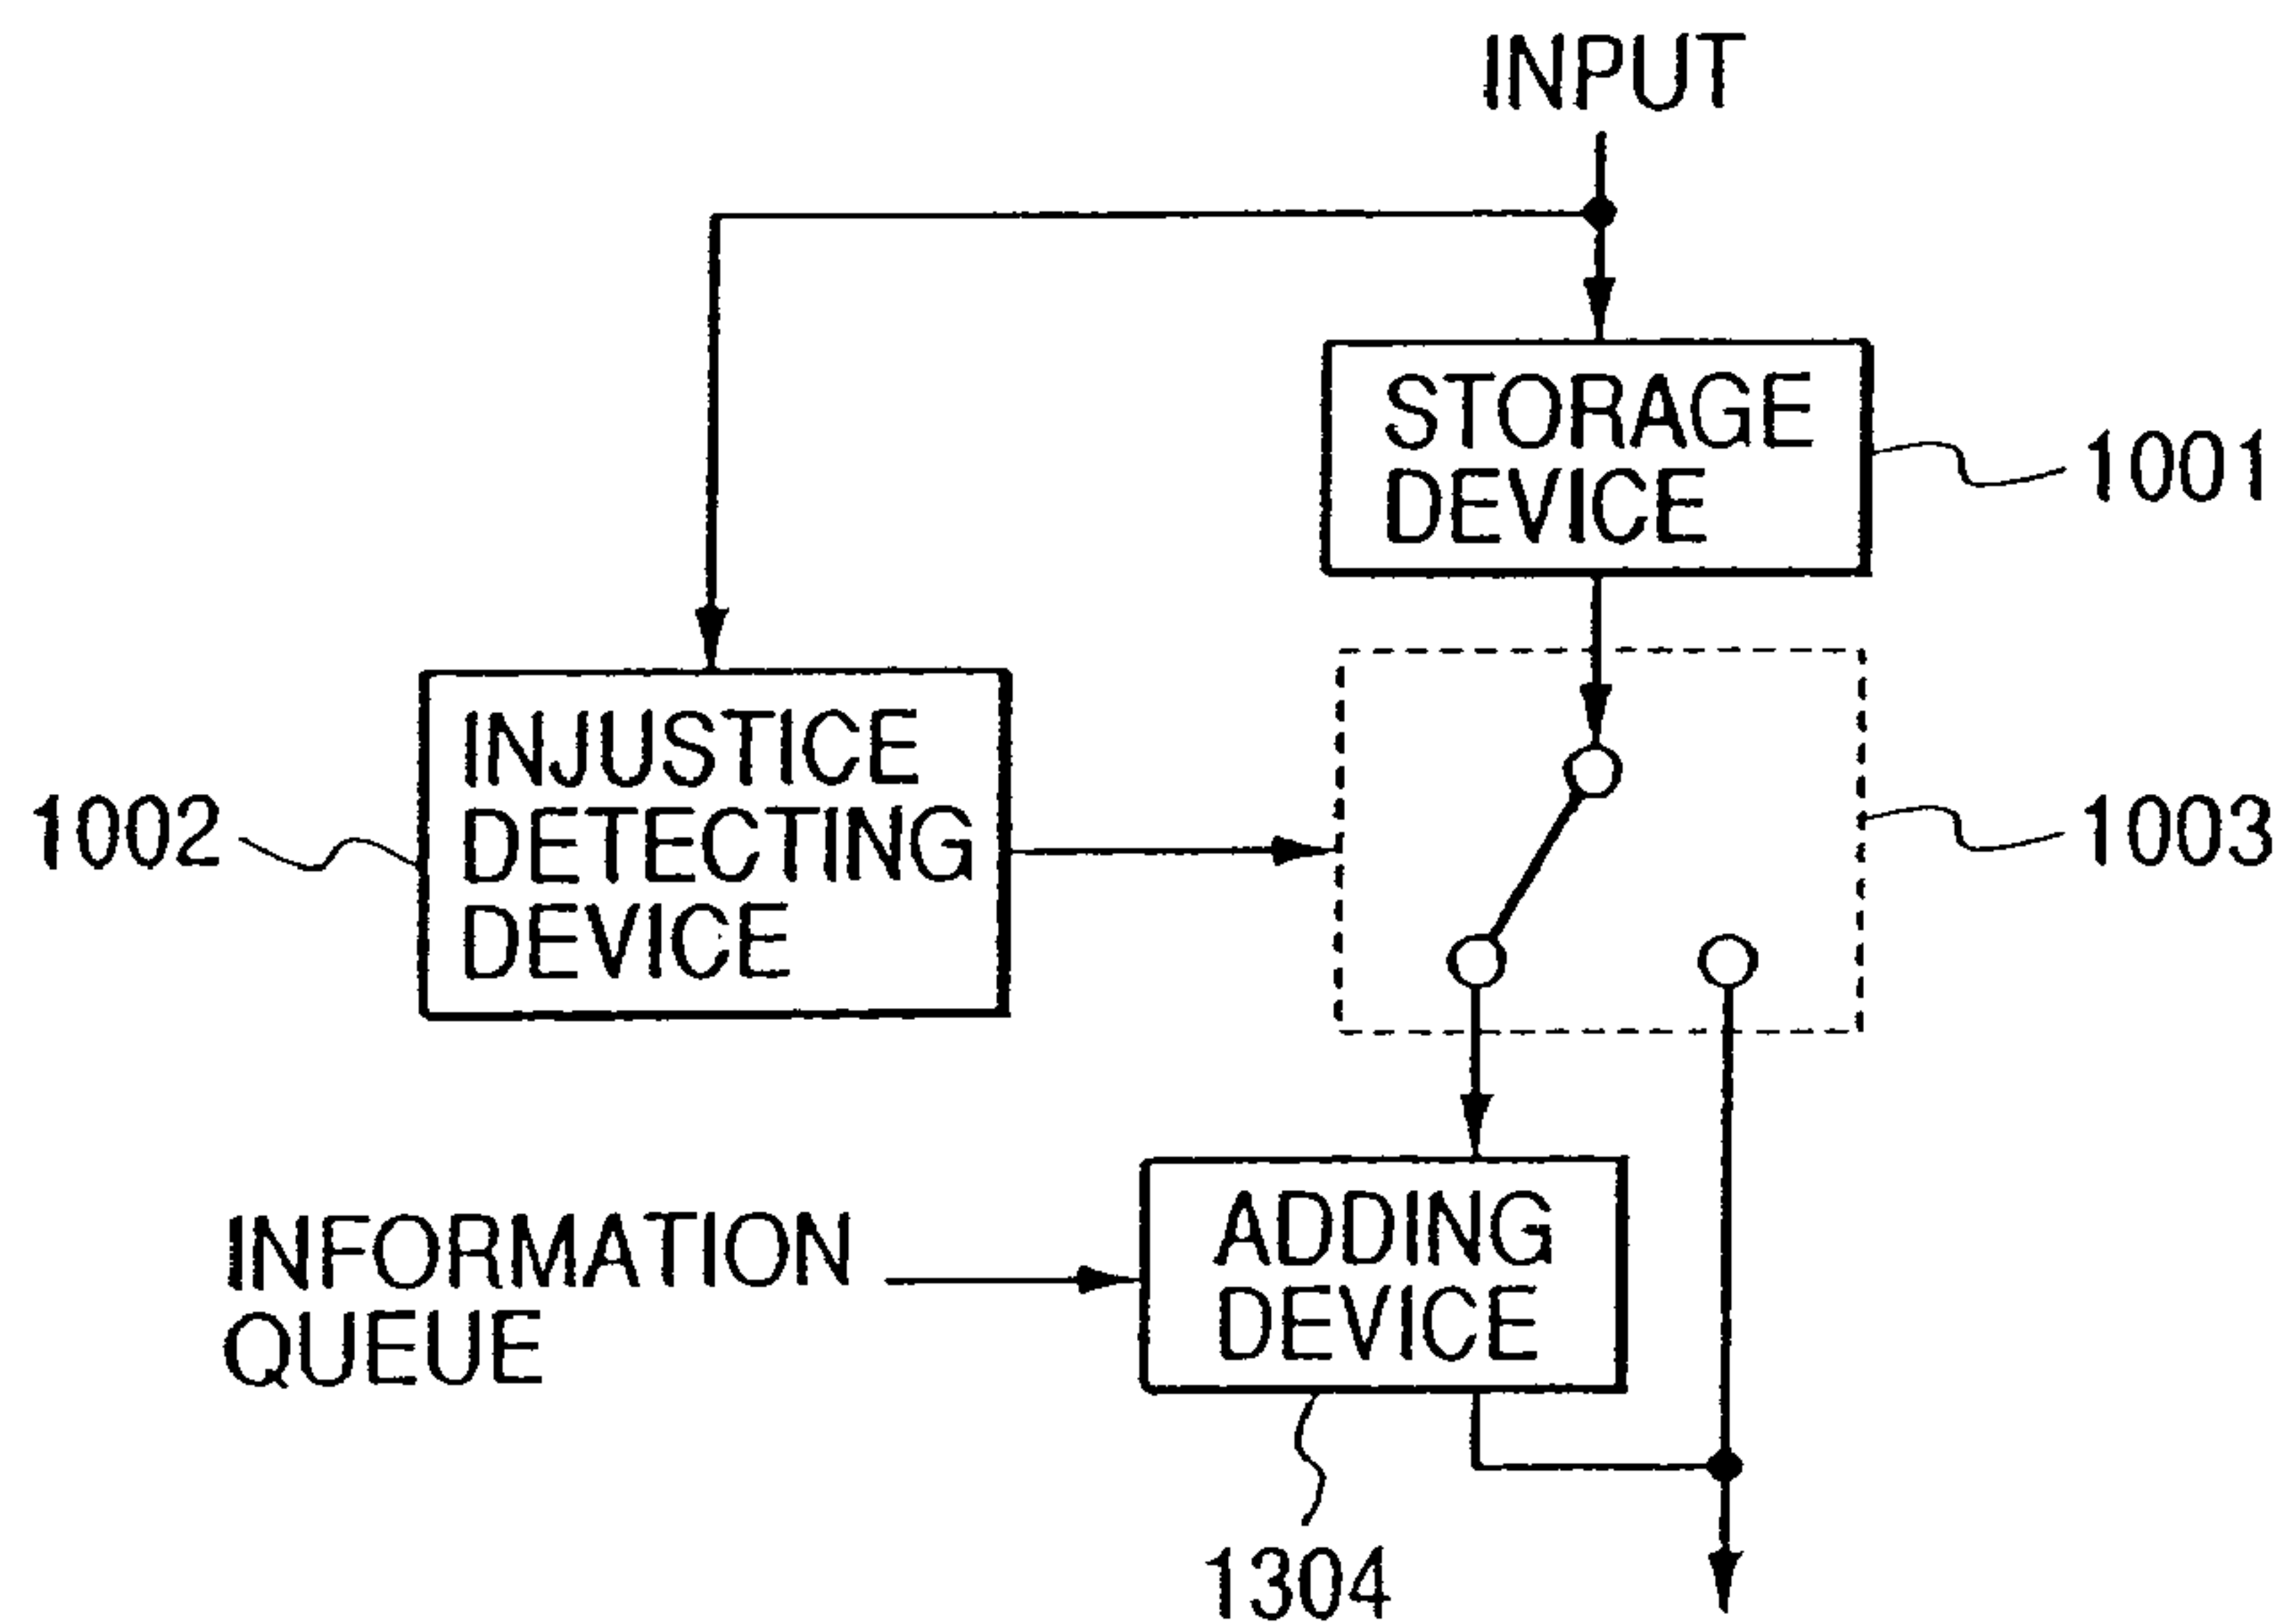 INPUT
STORAGE
DEVICE
1001
INJUSTICE
DETECTING
DEVICE
1002
1003
INFORMATION
QUEUE
ADDING
DEVICE
1304